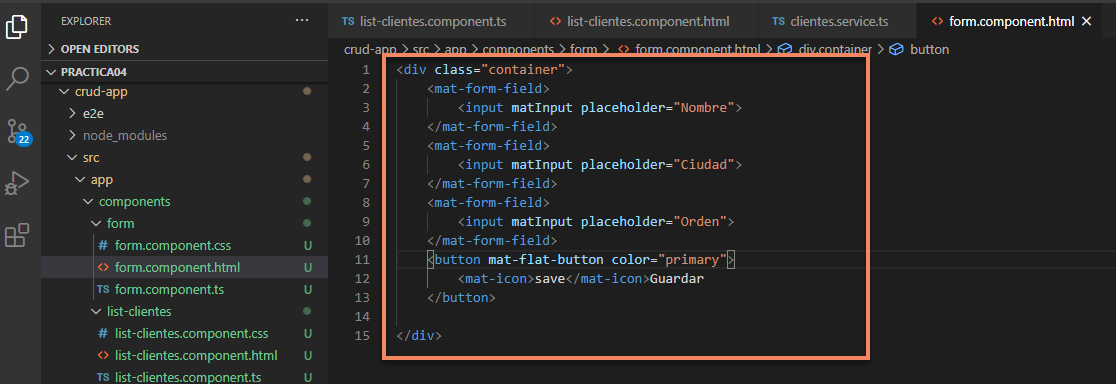 EXPLORER ...
list-clientes.component.ts
list-clientes.component.html
clientes.service.ts
form.component.html
OPEN EDITORS
PRACTICA04
crud-app
e2e
node_modules
src
app
components
form
form.component.css U
form.component.html U
form.component.ts U
list-clientes
list-clientes.component.css U
list-clientes.component.html U
list-clientes.component.ts U
22
crud-app > src > app > components > form > form.component.html > div.container > button
1 <div class="container">
2 <mat-form-field>
3 <input matInput placeholder="Nombre">
4 </mat-form-field>
5 <mat-form-field>
6 <input matInput placeholder="Ciudad">
7 </mat-form-field>
8 <mat-form-field>
9 <input matInput placeholder="Orden">
10 </mat-form-field>
11 <button mat-flat-button color="primary">
12 <mat-icon>save</mat-icon>Guardar
13 </button>
14
15 </div>